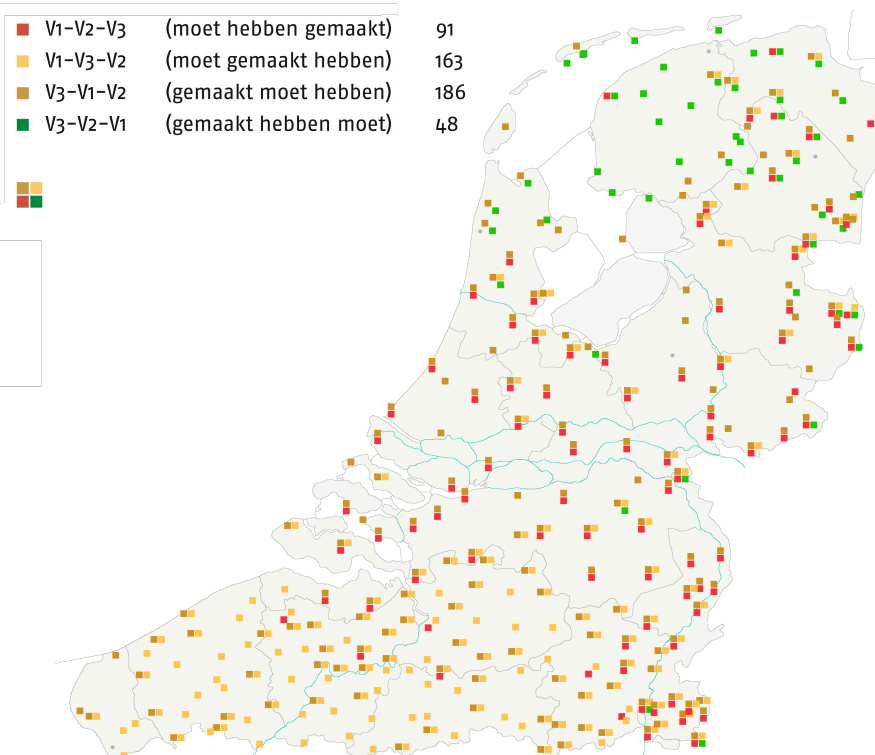 V1-V2-V3 (moet hebben gemaakt) 91
V1-V3-V2 (moet gemaakt hebben) 163
V3-V1-V2 (gemaakt moet hebben) 186
V3-V2-V1 (gemaakt hebben moet) 48